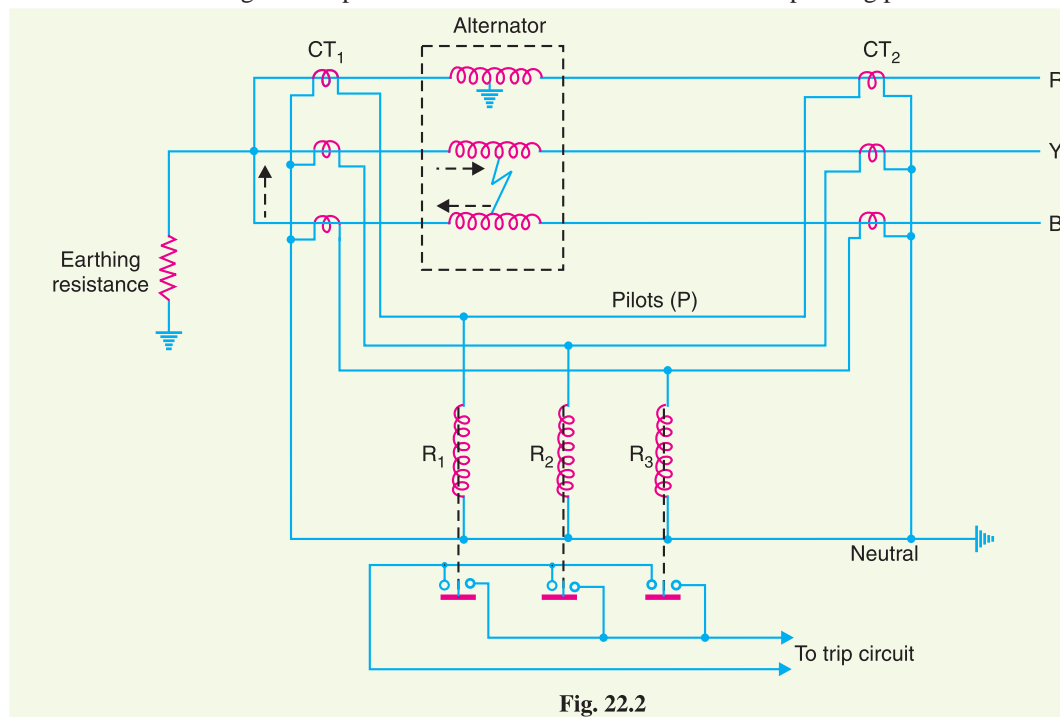 Alternator
CT1
CT2
R
Y
B
Earthing
resistance
Pilots (P)
R1
R2
R3
Neutral
To trip circuit
Fig. 22.2